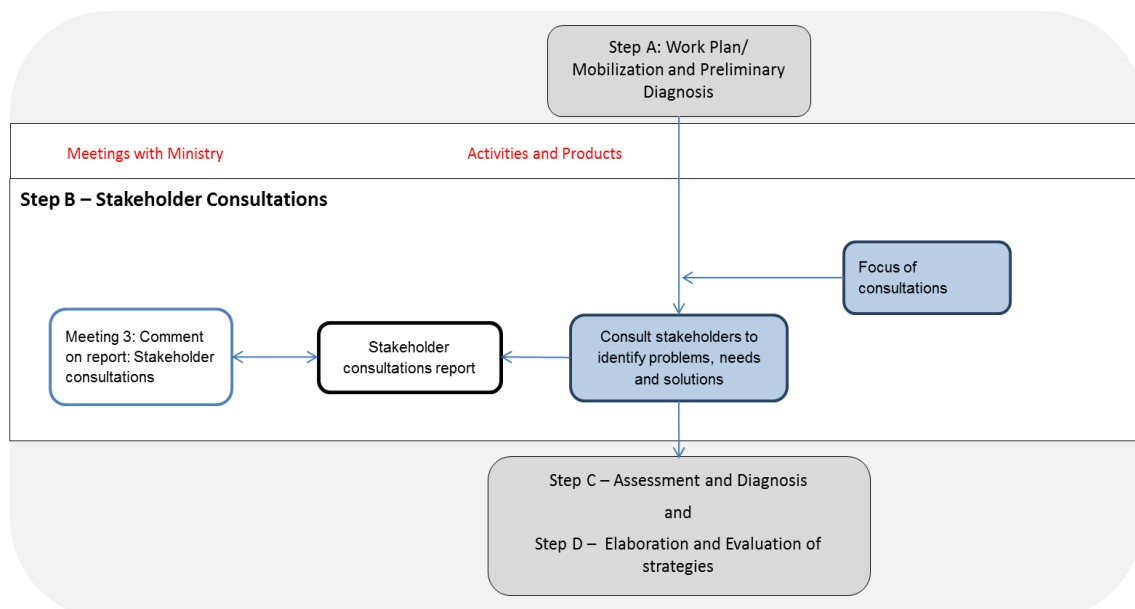 Step A: Work Plan/
Mobilization and Preliminary
Diagnosis
Meetings with Ministry
Activities and Products
Step B – Stakeholder Consultations
Focus of
consultations
Meeting 3: Comment
on report: Stakeholder
consultations
Stakeholder
consultations report
Consult stakeholders to
identify problems, needs
and solutions
Step C – Assessment and Diagnosis
and
Step D –  Elaboration and Evaluation of
strategies